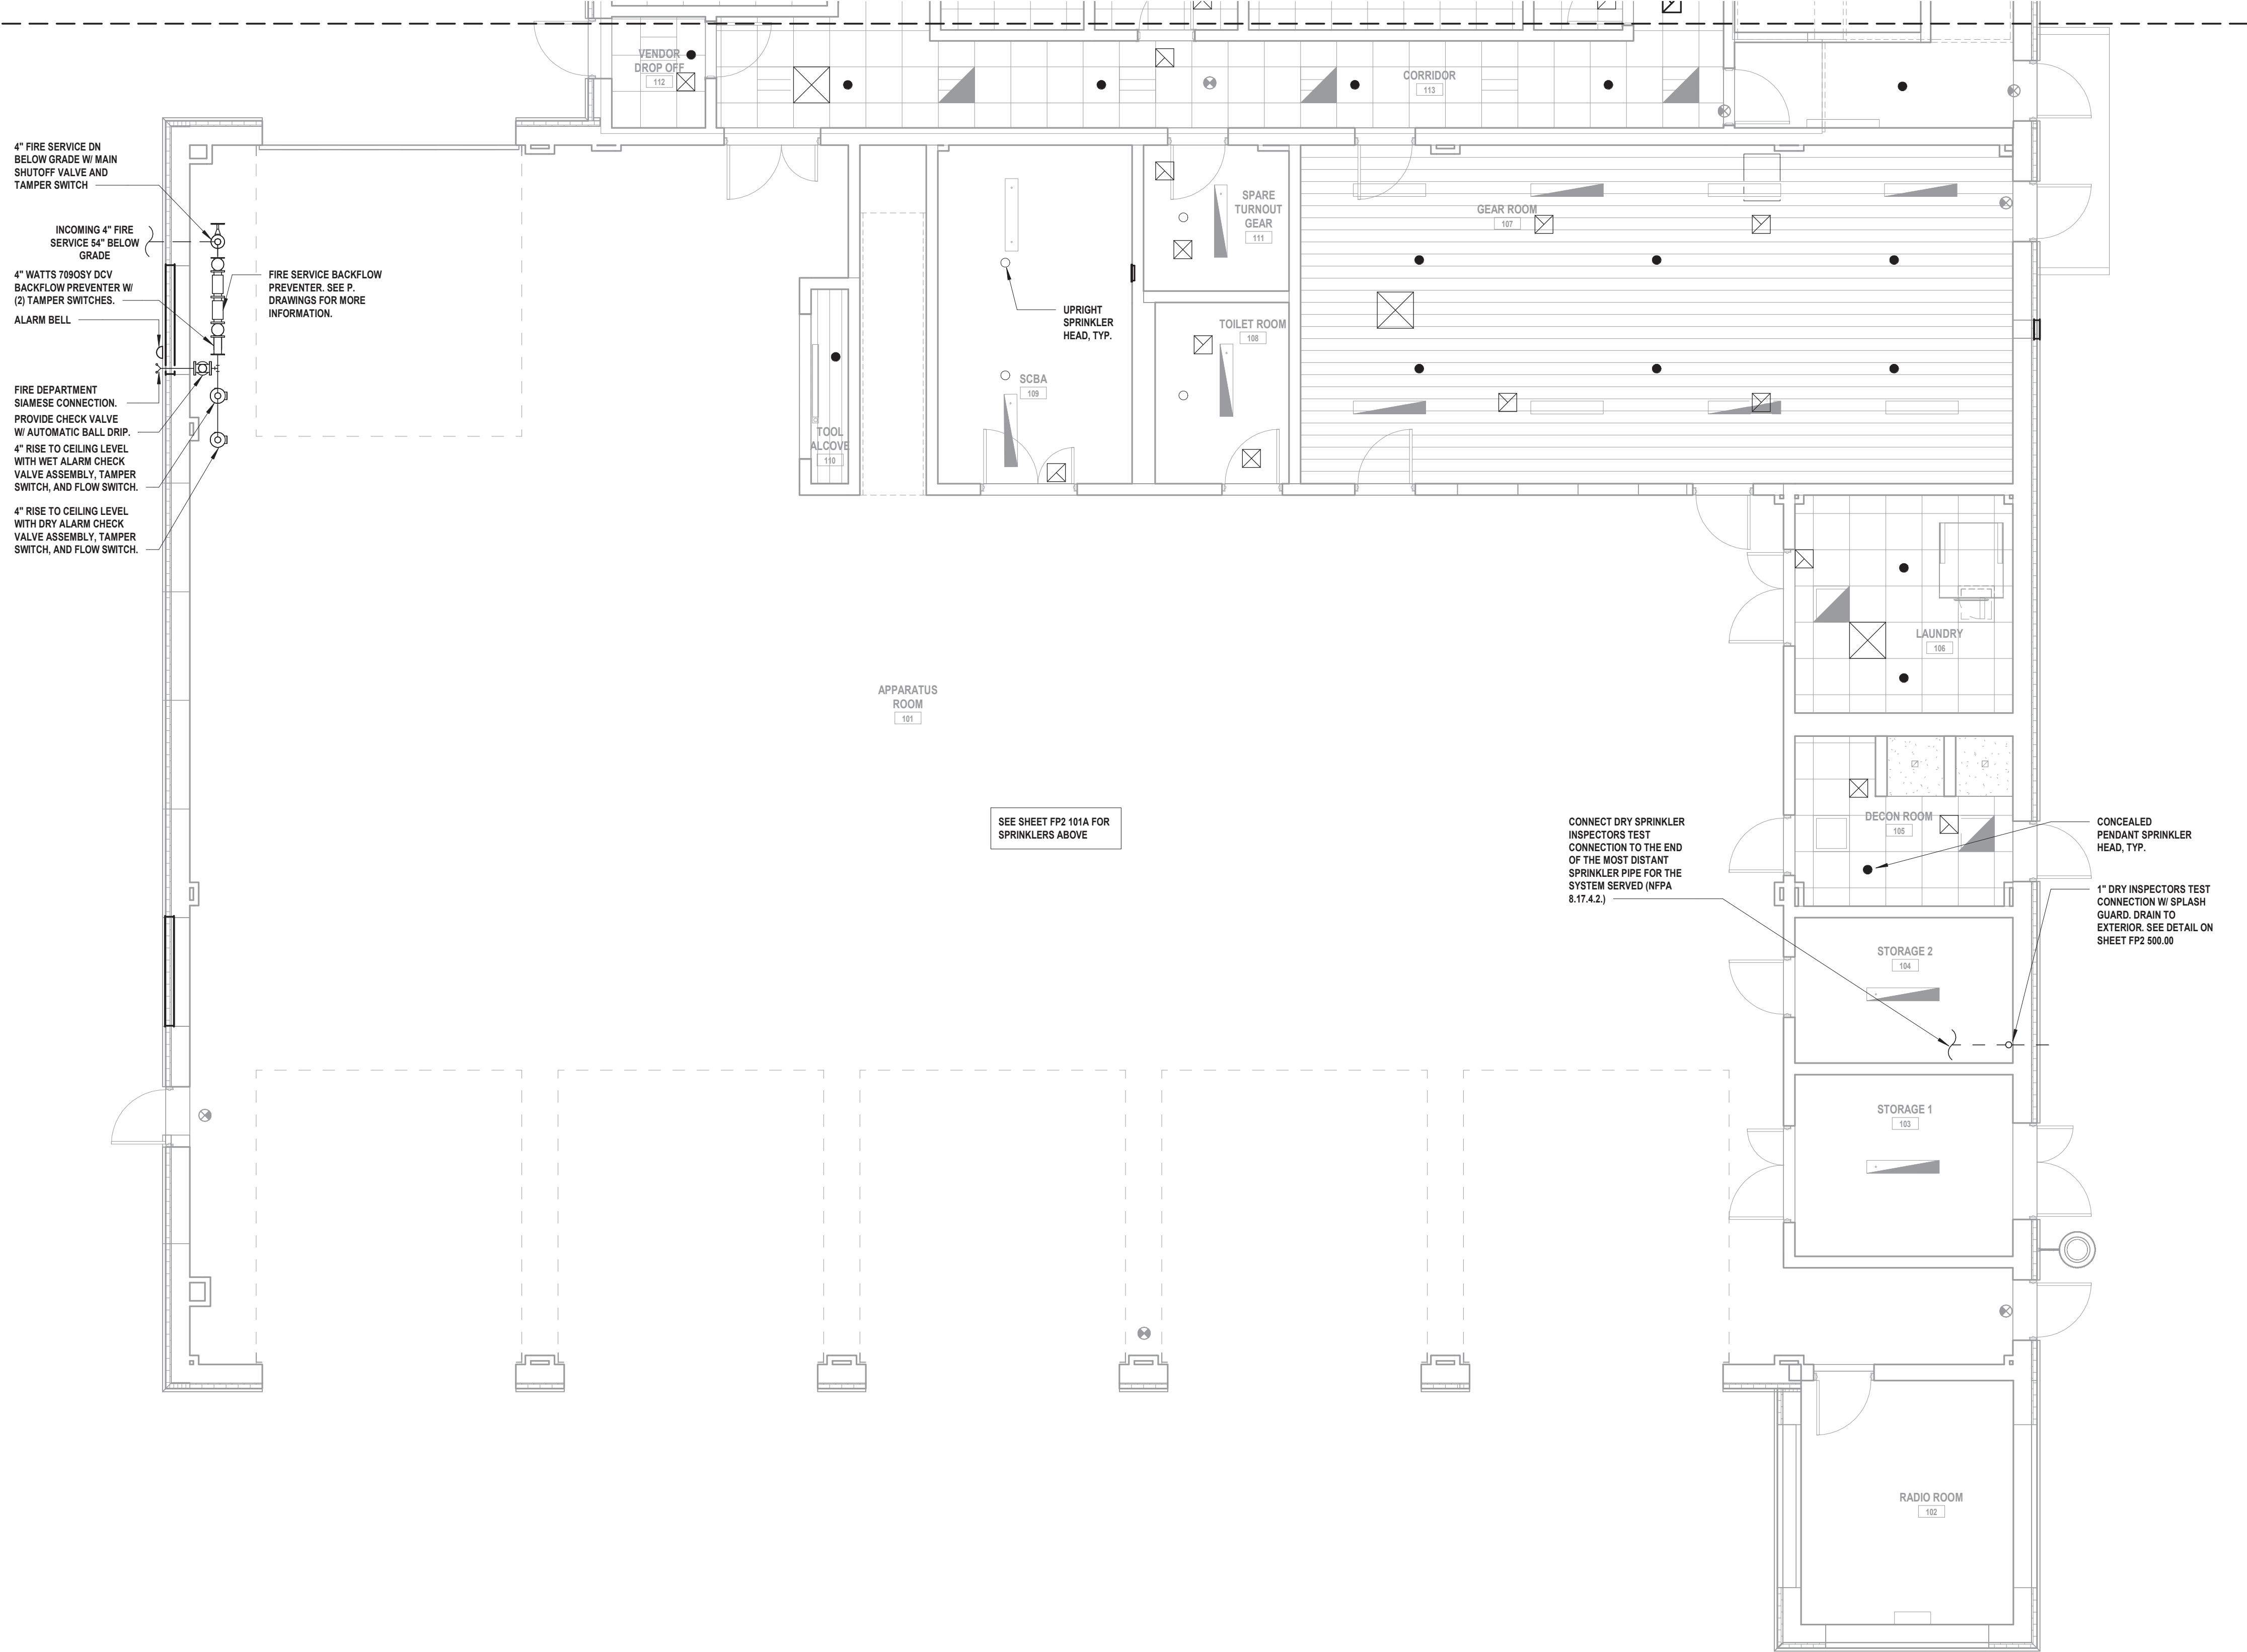 VENDOR
DROP OFF
112
CORRIDOR
113
4" FIRE SERVICE DN
BELOW GRADE W/ MAIN
SHUTOFF VALVE AND
TAMPER SWITCH
INCOMING 4" FIRE
SERVICE 54" BELOW
GRADE
4" WATTS 709OSY DCV
BACKFLOW PREVENTER W/
(2) TAMPER SWITCHES.
ALARM BELL
FIRE DEPARTMENT
SIAMESE CONNECTION.
PROVIDE CHECK VALVE
W/ AUTOMATIC BALL DRIP.
4" RISE TO CEILING LEVEL
WITH WET ALARM CHECK
VALVE ASSEMBLY, TAMPER
SWITCH, AND FLOW SWITCH.
4" RISE TO CEILING LEVEL
WITH DRY ALARM CHECK
VALVE ASSEMBLY, TAMPER
SWITCH, AND FLOW SWITCH.
FIRE SERVICE BACKFLOW
PREVENTER. SEE P.
DRAWINGS FOR MORE
INFORMATION.
UPRIGHT
SPRINKLER
HEAD, TYP.
SPARE
TURNOUT
GEAR
111
GEAR ROOM
107
TOILET ROOM
108
SCBA
109
TOOL
ALCOVE
110
LAUNDRY
106
APPARATUS
ROOM
101
SEE SHEET FP2 101A FOR
SPRINKLERS ABOVE
CONNECT DRY SPRINKLER
INSPECTORS TEST
CONNECTION TO THE END
OF THE MOST DISTANT
SPRINKLER PIPE FOR THE
SYSTEM SERVED (NFPA
8.17.4.2.)
DECON ROOM
105
CONCEALED
PENDANT SPRINKLER
HEAD, TYP.
1" DRY INSPECTORS TEST
CONNECTION W/ SPLASH
GUARD. DRAIN TO
EXTERIOR. SEE DETAIL ON
SHEET FP2 500.00
STORAGE 2
104
STORAGE 1
103
RADIO ROOM
102